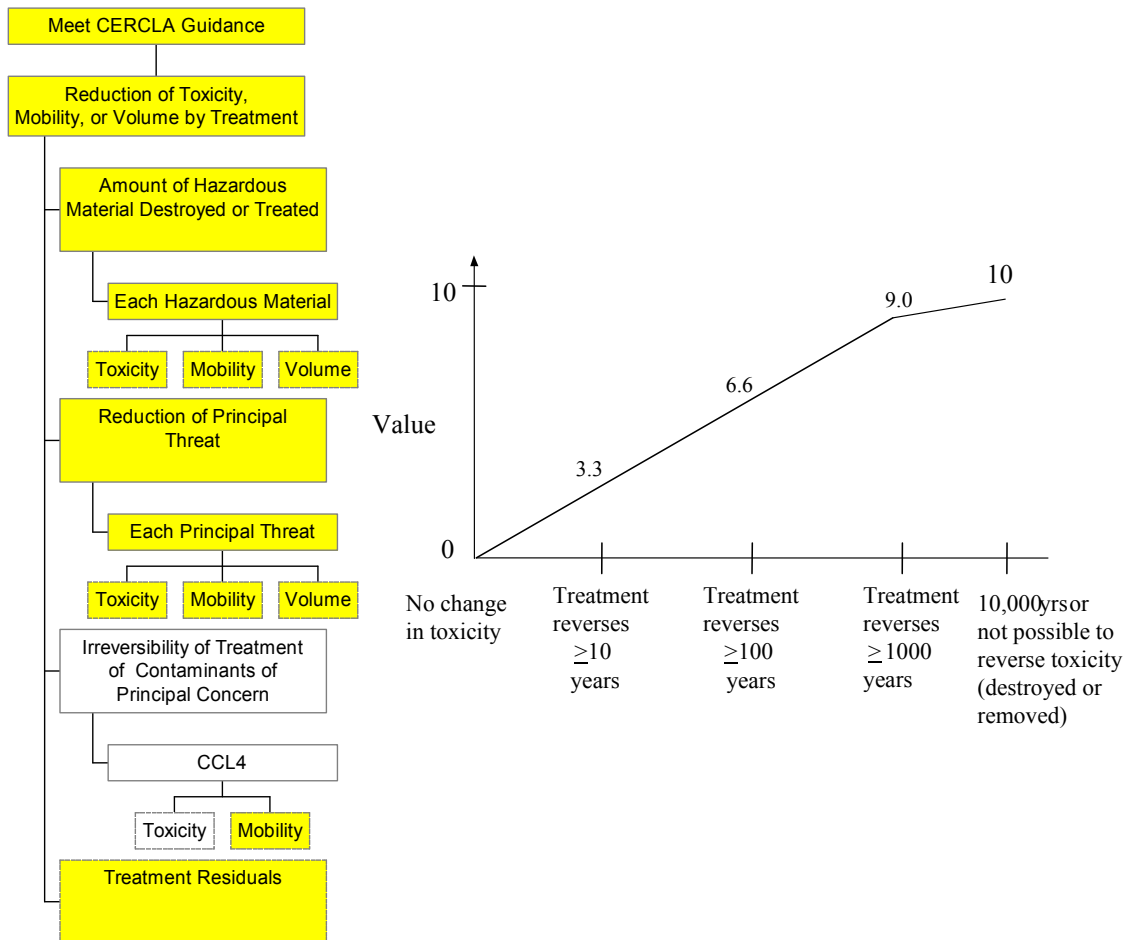 Meet CERCLA Guidance
Reduction of Toxicity,
Mobility, or Volume by Treatment
Amount of Hazardous
Material Destroyed or Treated
Each Hazardous Material
Toxicity
Mobility
Volume
Reduction of Principal
Threat
Each Principal Threat
Toxicity
Mobility
Volume
Irreversibility of Treatment
of Contaminants of
Principal Concern
CCL4
Toxicity
Mobility
Treatment Residuals
10
Value
0
3.3
6.6
9.0
10
No change
in toxicity
Treatment
reverses
≥10
years
Treatment
reverses
≥100
years
Treatment
reverses
≥1000
years
10,000yrsor
not possible to
reverse toxicity
(destroyed or
removed)